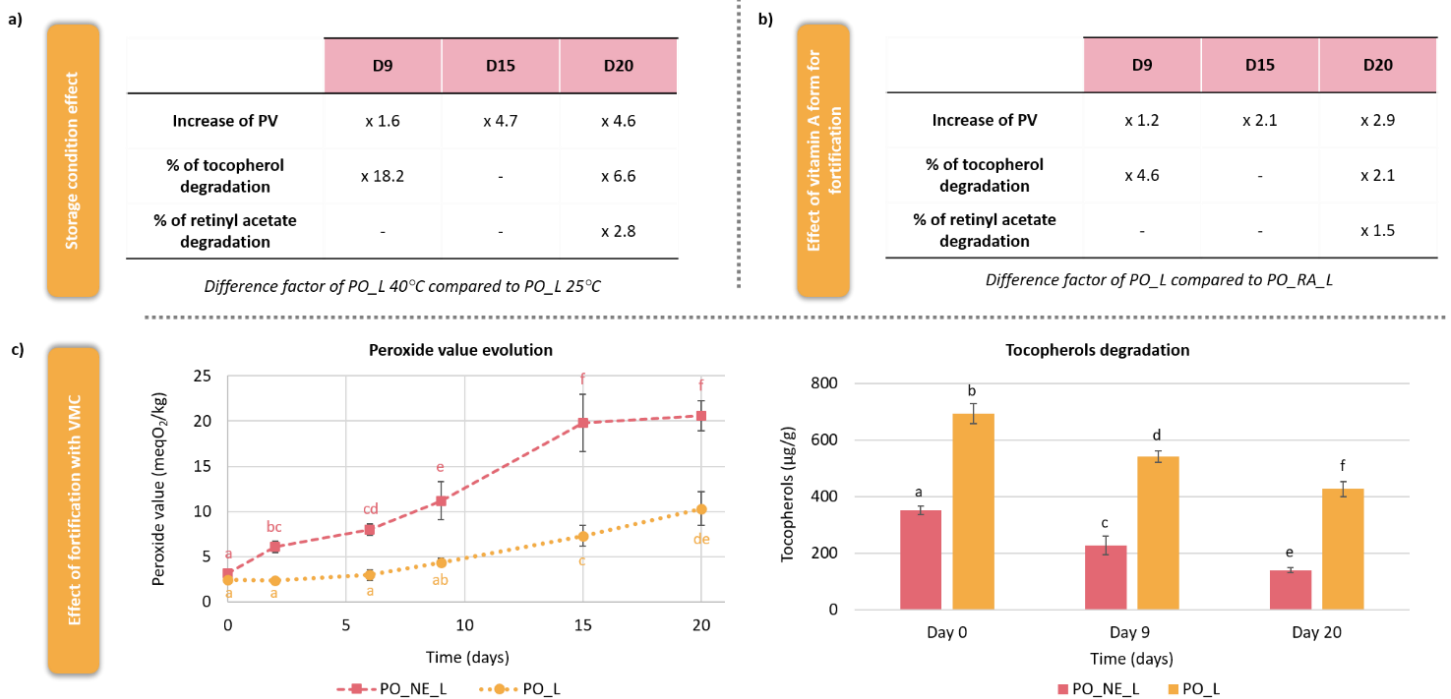 a)
Storage condition effect
D9 D15 D20
Increase of PV x 1.6 x 4.7 x 4.6
% of tocopherol
degradation x 18.2 - x 6.6
% of retinyl acetate
degradation - - x 2.8
Difference factor of PO_L 40°C compared to PO_L 25°C
b)
Effect of vitamin A form for
fortification
D9 D15 D20
Increase of PV x 1.2 x 2.1 x 2.9
% of tocopherol
degradation x 4.6 - x 2.1
% of retinyl acetate
degradation - - x 1.5
Difference factor of PO_L compared to PO_RA_L
c)
Effect of fortification with VMC
Peroxide value evolution
Peroxide value (meqO₂/kg)
25
20
15
10
5
0
a bc cd e f f
a a a ab c de
0 5 10 15 20
Time (days)
PO_NE_L PO_L
Tocopherols degradation
Tocopherols (µg/g)
800
600
400
200
0
a b c d e f
Day 0 Day 9 Day 20
Time (days)
PO_NE_L PO_L